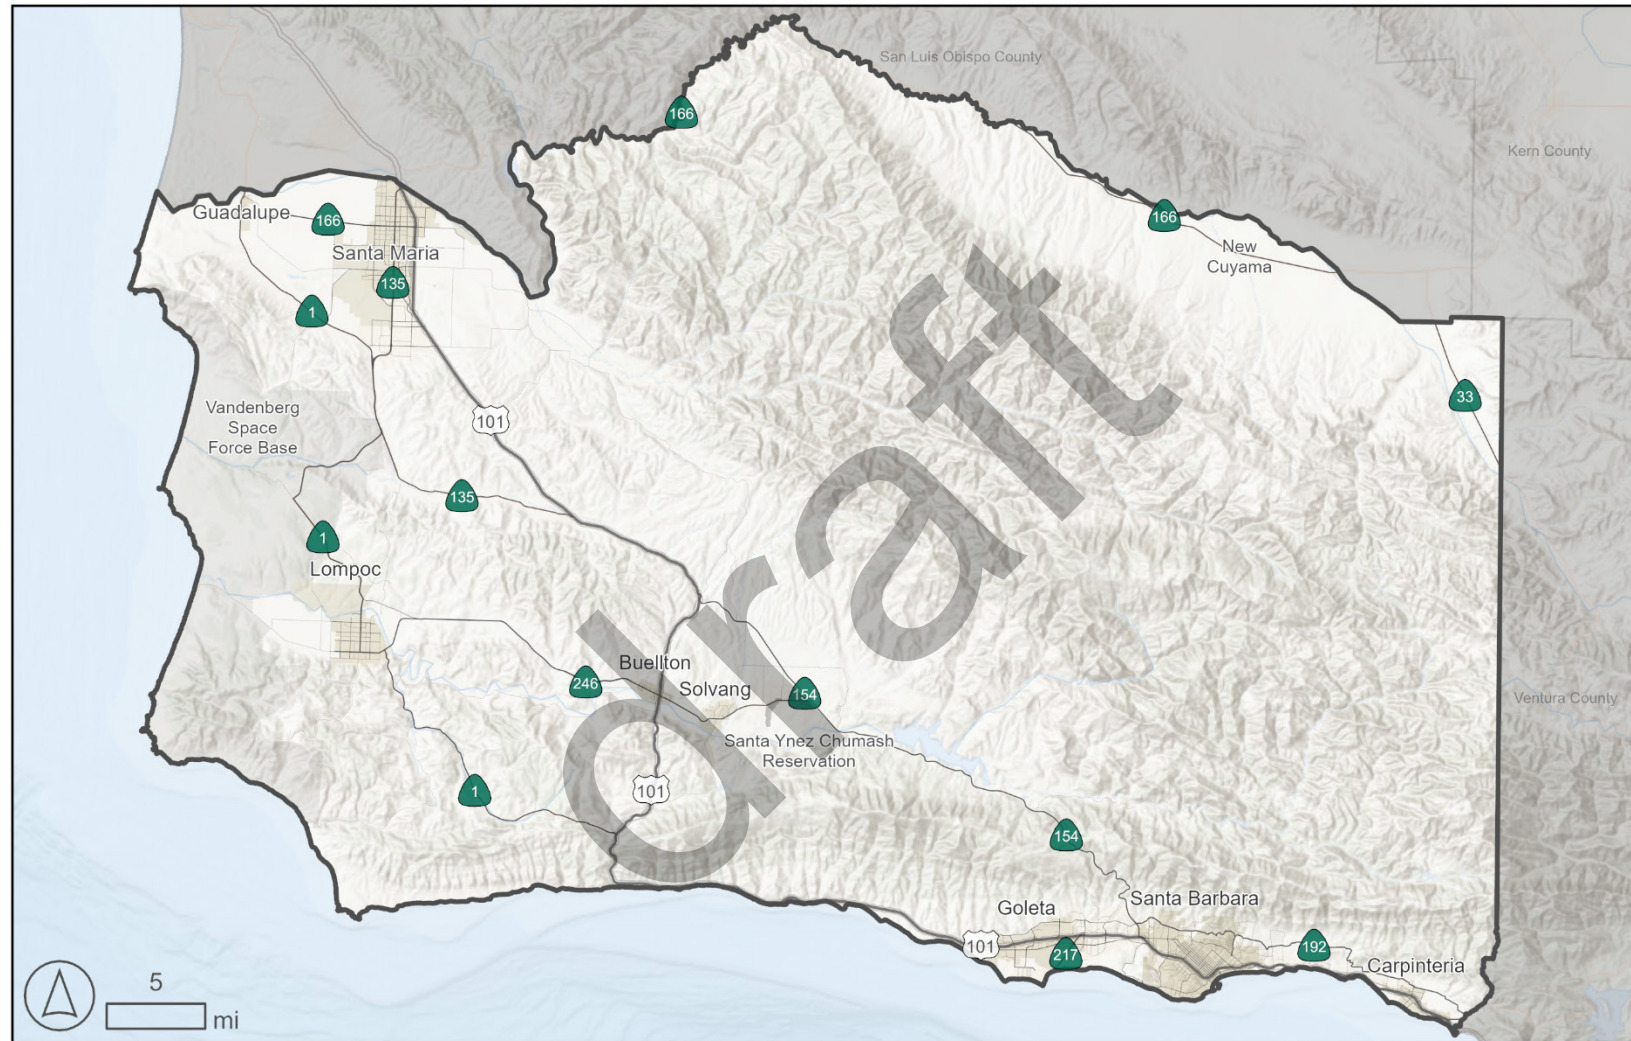 San Luis Obispo County
166
Kern County
Guadalupe
166
166
Santa Maria
New
Cuyama
135
1
33
Vandenberg
Space
Force Base
101
135
1
Lompoc
draft
Buellton
246
Solvang
154
Ventura County
Santa Ynez Chumash
Reservation
1
101
154
Santa Barbara
Goleta
101
217
192
Carpinteria
5
mi